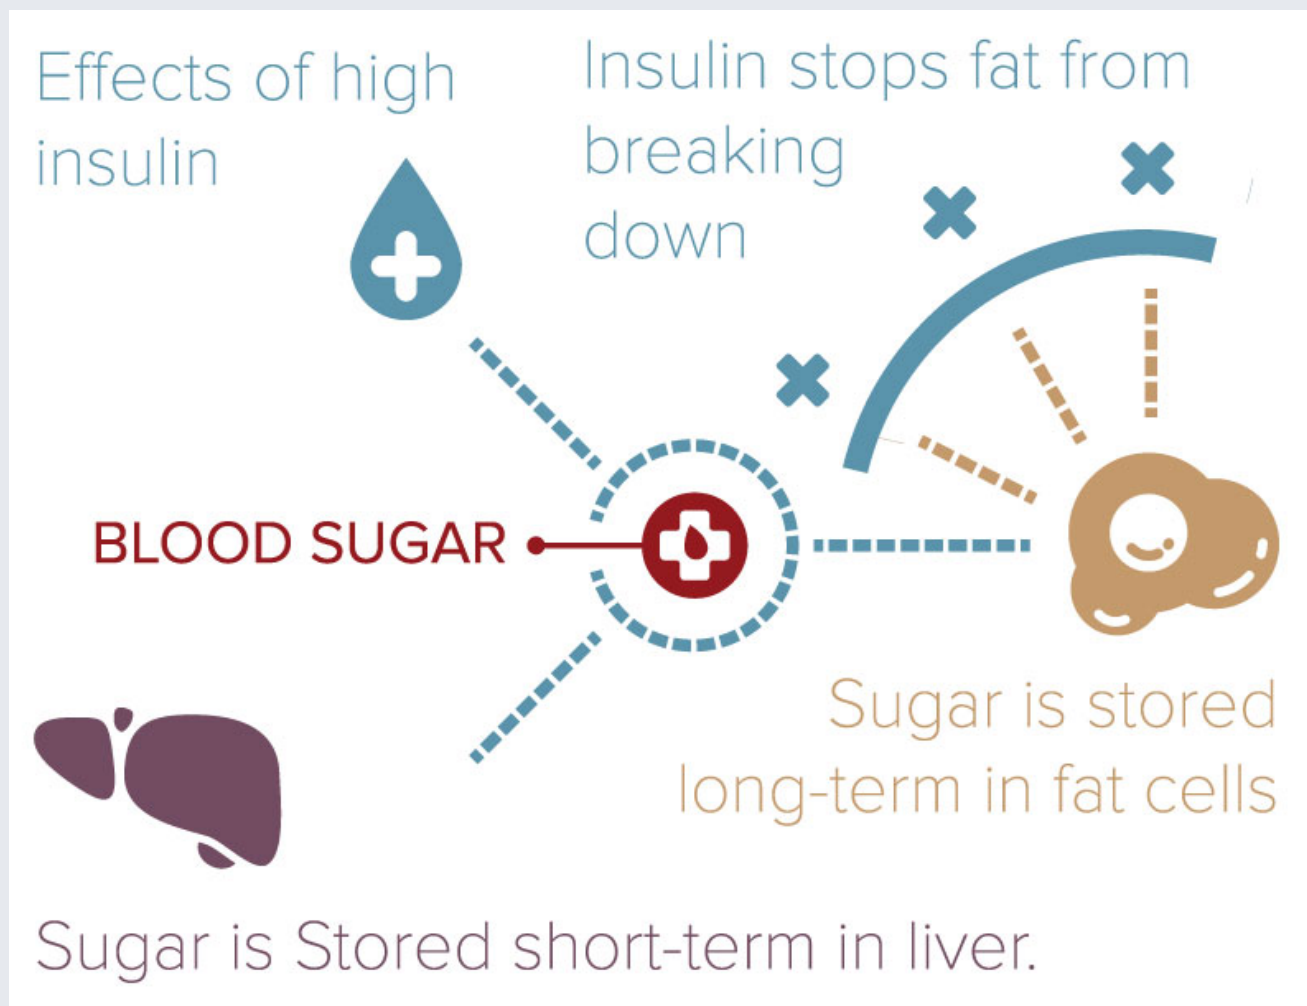 Effects of high
insulin
Insulin stops fat from
breaking
down
BLOOD SUGAR
Sugar is stored
long-term in fat cells
Sugar is Stored short-term in liver.